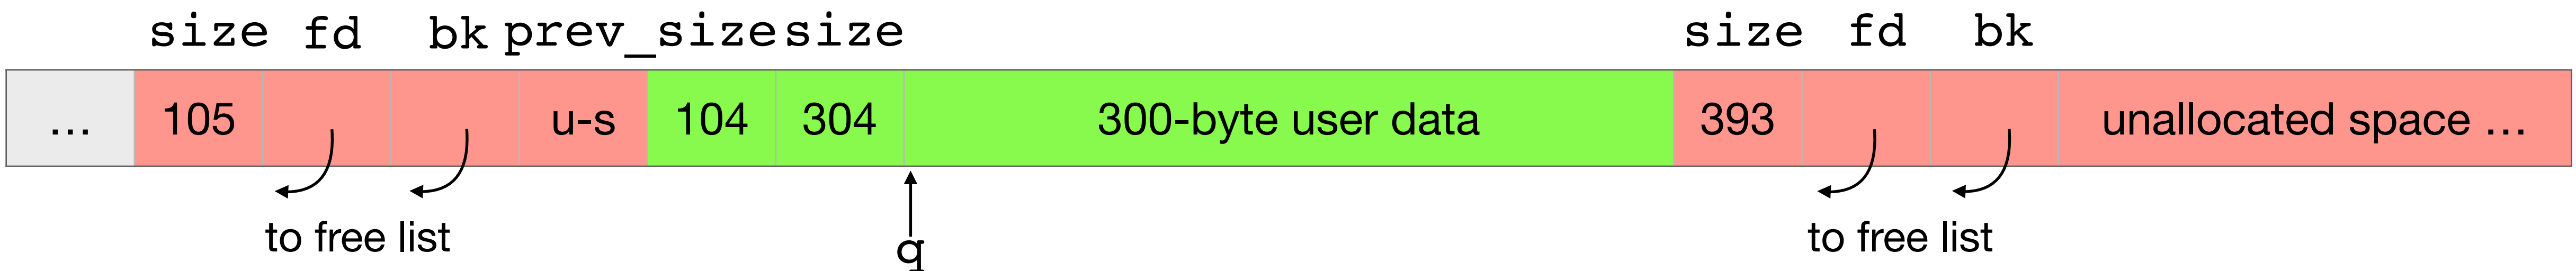 size fd bk prev_size size size fd bk
... 105 u-s 104 304 300-byte user data 393 unallocated space ...
to free list q to free list